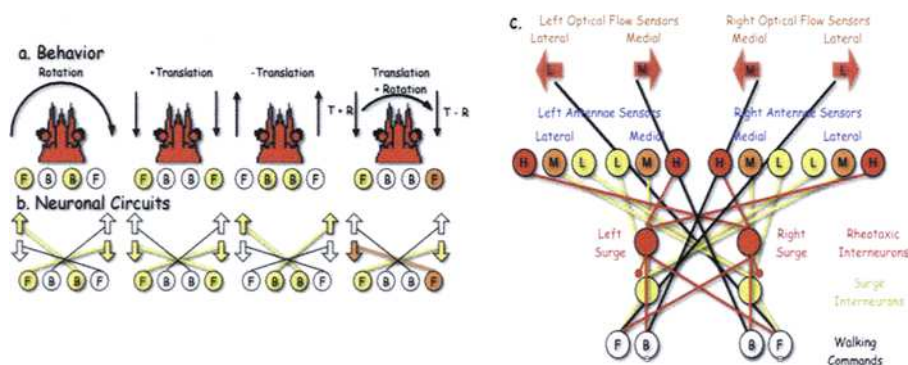 a. Behavior
Rotation
+Translation
-Translation
Translation
+ Rotation
T + R
T - R
F B B F
F B B F
F B B F
F B B F
b. Neuronal Circuits
F B B F
F B B F
F B B F
F B B F
c.
Left Optical Flow Sensors
Right Optical Flow Sensors
Lateral
Medial
Medial
Lateral
L
M
M
L
Left Antennae Sensors
Right Antennae Sensors
Lateral
Medial
Medial
Lateral
H M L L M H
H M L L M H
Left
Surge
Right
Surge
Rheotaxic
Interneurons
Surge
Interneurons
F B
B F
Walking
Commands